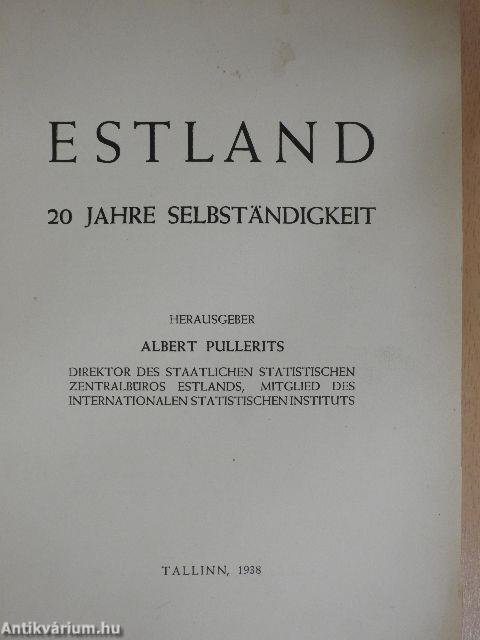 ESTLAND
20 JAHRE SELBSTÄNDIGKEIT
HERAUSGEBER
ALBERT PULLERITS
DIREKTOR DES STAATLICHEN STATISTISCHEN
ZENTRALBÜROS ESTLANDS, MITGLIED DES
INTERNATIONALEN STATISTISCHEN INSTITUTS
TALLINN, 1938
Antikvárium.hu